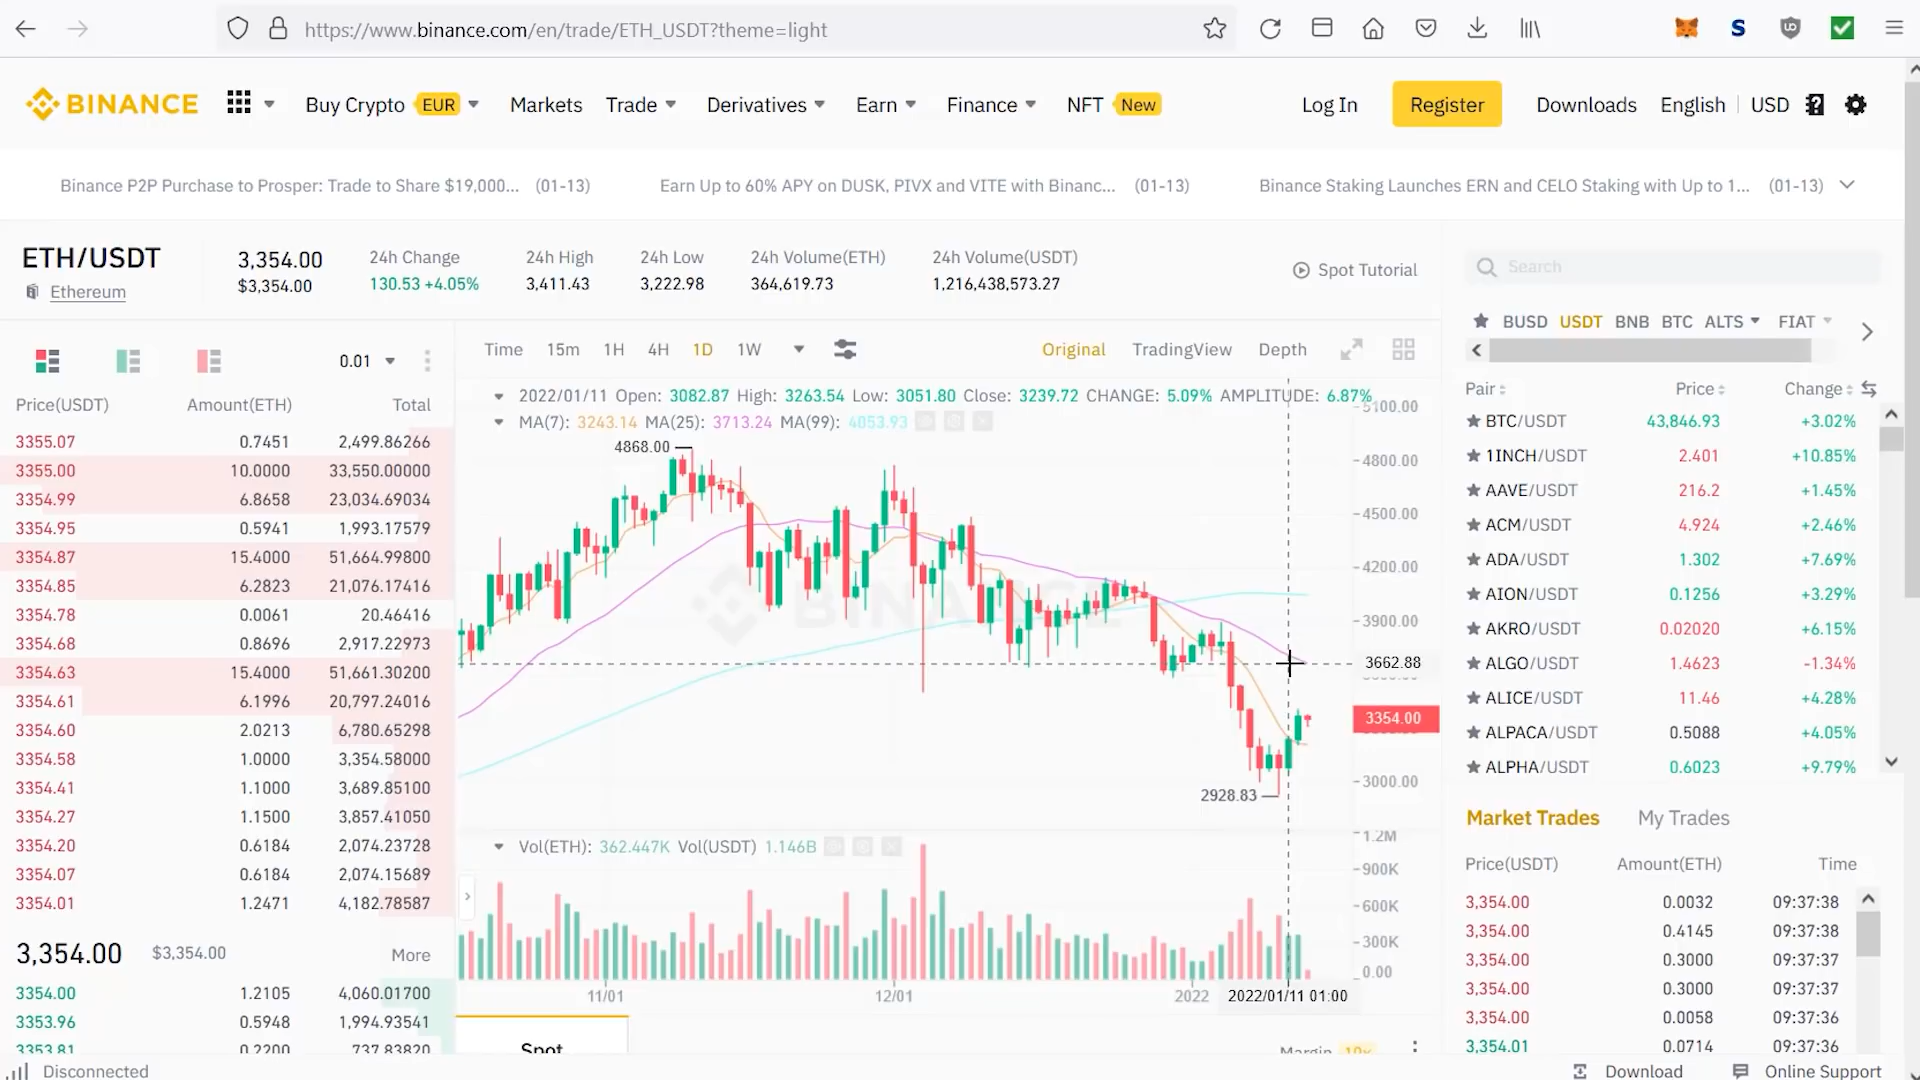 https://www.binance.com/en/trade/ETH_USDT?theme=light
BINANCE Buy Crypto EUR Markets Trade Derivatives Earn Finance NFT New Log In Register Downloads English USD
Binance P2P Purchase to Prosper: Trade to Share $19,000... (01-13) Earn Up to 60% APY on DUSK, PIVX and VITE with Binanc... (01-13) Binance Staking Launches ERN and CELO Staking with Up to 1... (01-13)
ETH/USDT
Ethereum
3,354.00
$3,354.00
24h Change
130.53 +4.05%
24h High
3,411.43
24h Low
3,222.98
24h Volume(ETH)
364,619.73
24h Volume(USDT)
1,216,438,573.27
Spot Tutorial
0.01
Price(USDT) Amount(ETH) Total
3355.07 0.7451 2,499.86266
3355.00 10.0000 33,550.00000
3354.99 6.8658 23,034.69034
3354.95 0.5941 1,993.17579
3354.87 15.4000 51,664.99800
3354.85 6.2823 21,076.17416
3354.78 0.0061 20.46416
3354.68 0.8696 2,917.22973
3354.63 15.4000 51,661.30200
3354.61 6.1996 20,797.24016
3354.60 2.0213 6,780.65298
3354.58 1.0000 3,354.58000
3354.41 1.1000 3,689.85100
3354.27 1.1500 3,857.41050
3354.20 0.6184 2,074.23728
3354.07 0.6184 2,074.15689
3354.01 1.2471 4,182.78587
3,354.00 $3,354.00 More
3354.00 1.2105 4,060.01700
3353.96 0.5948 1,994.93541
3353.81 0.2200 737.83820
Time 15m 1H 4H 1D 1W Original TradingView Depth
2022/01/11 Open: 3082.87 High: 3263.54 Low: 3051.80 Close: 3239.72 CHANGE: 5.09% AMPLITUDE: 6.87%
MA(7): 3243.14 MA(25): 3713.24 MA(99): 4053.93
5100.00
4868.00
4800.00
4500.00
4200.00
BINANCE
3900.00
3662.88
3354.00
3000.00
2928.83
Vol(ETH): 362.447K Vol(USDT) 1.146B
1.2M
900K
600K
300K
0.00
11/01 12/01 2022 2022/01/11 01:00
Spot
Margin 10x
Search
BUSD USDT BNB BTC ALTS FIAT
Pair Price Change
BTC/USDT 43,846.93 +3.02%
1INCH/USDT 2.401 +10.85%
AAVE/USDT 216.2 +1.45%
ACM/USDT 4.924 +2.46%
ADA/USDT 1.302 +7.69%
AION/USDT 0.1256 +3.29%
AKRO/USDT 0.02020 +6.15%
ALGO/USDT 1.4623 -1.34%
ALICE/USDT 11.46 +4.28%
ALPACA/USDT 0.5088 +4.05%
ALPHA/USDT 0.6023 +9.79%
Market Trades My Trades
Price(USDT) Amount(ETH) Time
3,354.00 0.0032 09:37:38
3,354.00 0.4145 09:37:38
3,354.00 0.3000 09:37:37
3,354.00 0.3000 09:37:37
3,354.00 0.0058 09:37:36
3,354.01 0.0714 09:37:36
Disconnected Download Online Support